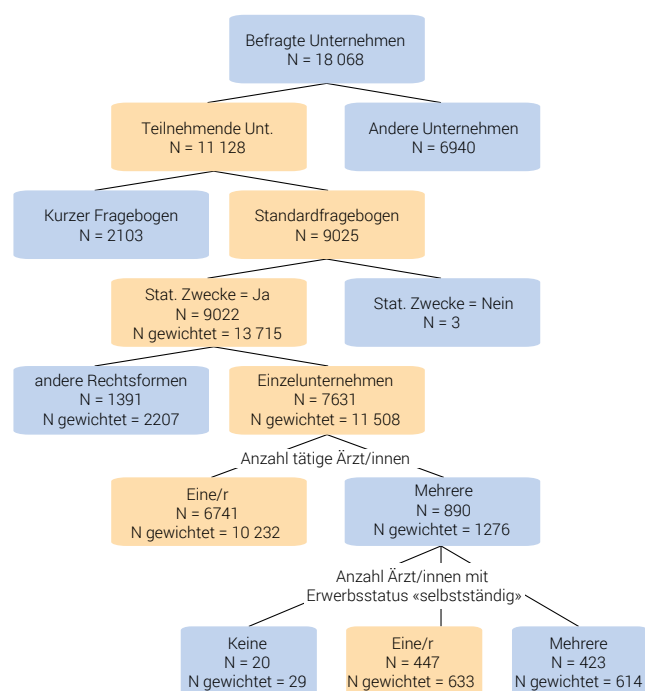 Befragte Unternehmen
N = 18 068
Teilnehmende Unt.
N = 11 128
Andere Unternehmen
N = 6940
Kurzer Fragebogen
N = 2103
Standardfragebogen
N = 9025
Stat. Zwecke = Ja
N = 9022
N gewichtet = 13 715
Stat. Zwecke = Nein
N = 3
andere Rechtsformen
N = 1391
N gewichtet = 2207
Einzelunternehmen
N = 7631
N gewichtet = 11 508
Anzahl tätige Ärzt/innen
Eine/r
N = 6741
N gewichtet = 10 232
Mehrere
N = 890
N gewichtet = 1276
Anzahl Ärzt/innen mit
Erwerbsstatus «selbstständig»
Keine
N = 20
N gewichtet = 29
Eine/r
N = 447
N gewichtet = 633
Mehrere
N = 423
N gewichtet = 614